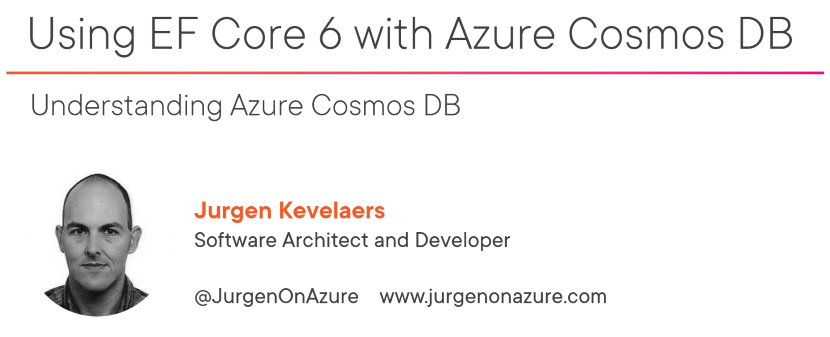 Using EF Core 6 with Azure Cosmos DB
Understanding Azure Cosmos DB
Jurgen Kevelaers
Software Architect and Developer
@JurgenOnAzure www.jurgenonazure.com